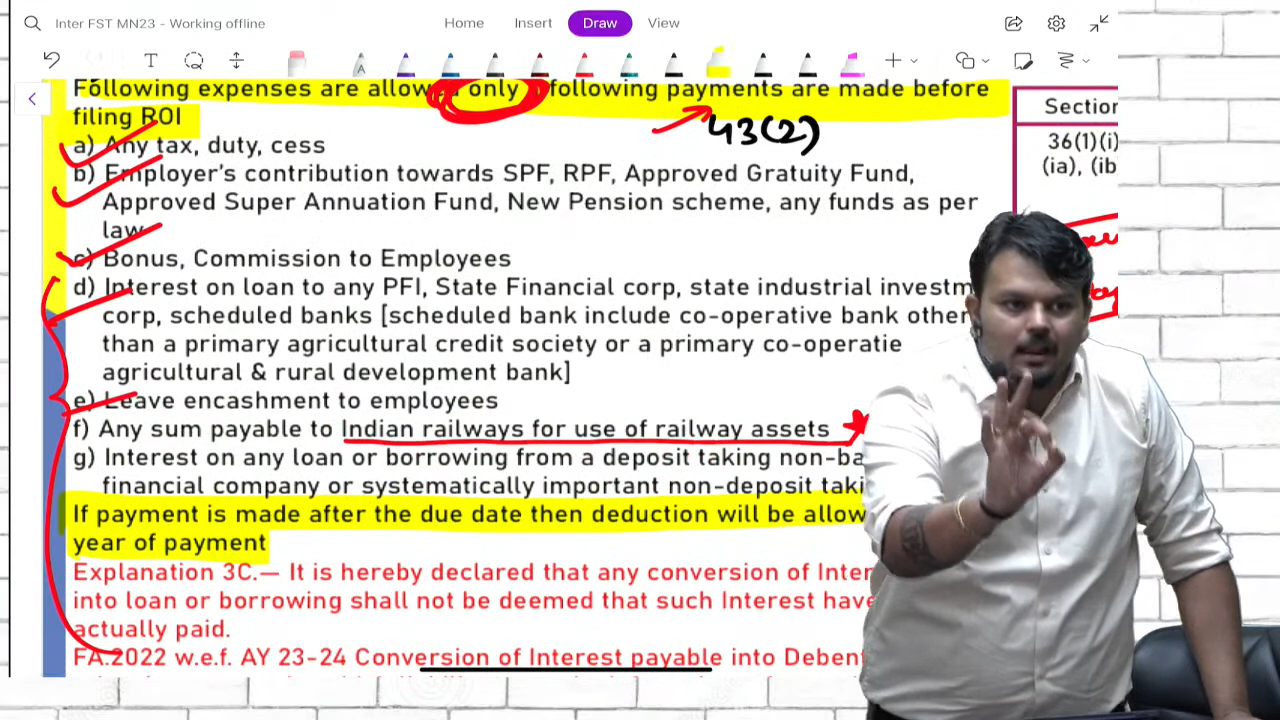 Inter FST MN23 - Working offline
Home Insert Draw View
Following expenses are allowed only following payments are made before
filing ROI
43(2)
a) Any tax, duty, cess
b) Employer's contribution towards SPF, RPF, Approved Gratuity Fund,
Approved Super Annuation Fund, New Pension scheme, any funds as per
law
c) Bonus, Commission to Employees
d) Interest on loan to any PFI, State Financial corp, state industrial investm
corp, scheduled banks [scheduled bank include co-operative bank other
than a primary agricultural credit society or a primary co-operatie
agricultural & rural development bank]
e) Leave encashment to employees
f) Any sum payable to Indian railways for use of railway assets
g) Interest on any loan or borrowing from a deposit taking non-ba
financial company or systematically important non-deposit taki
If payment is made after the due date then deduction will be allow
year of payment
Explanation 3C.— It is hereby declared that any conversion of Inter
into loan or borrowing shall not be deemed that such Interest have
actually paid.
FA.2022 w.e.f. AY 23-24 Conversion of Interest payable into Deben
Section
36(1)(i)
(ia), (ib